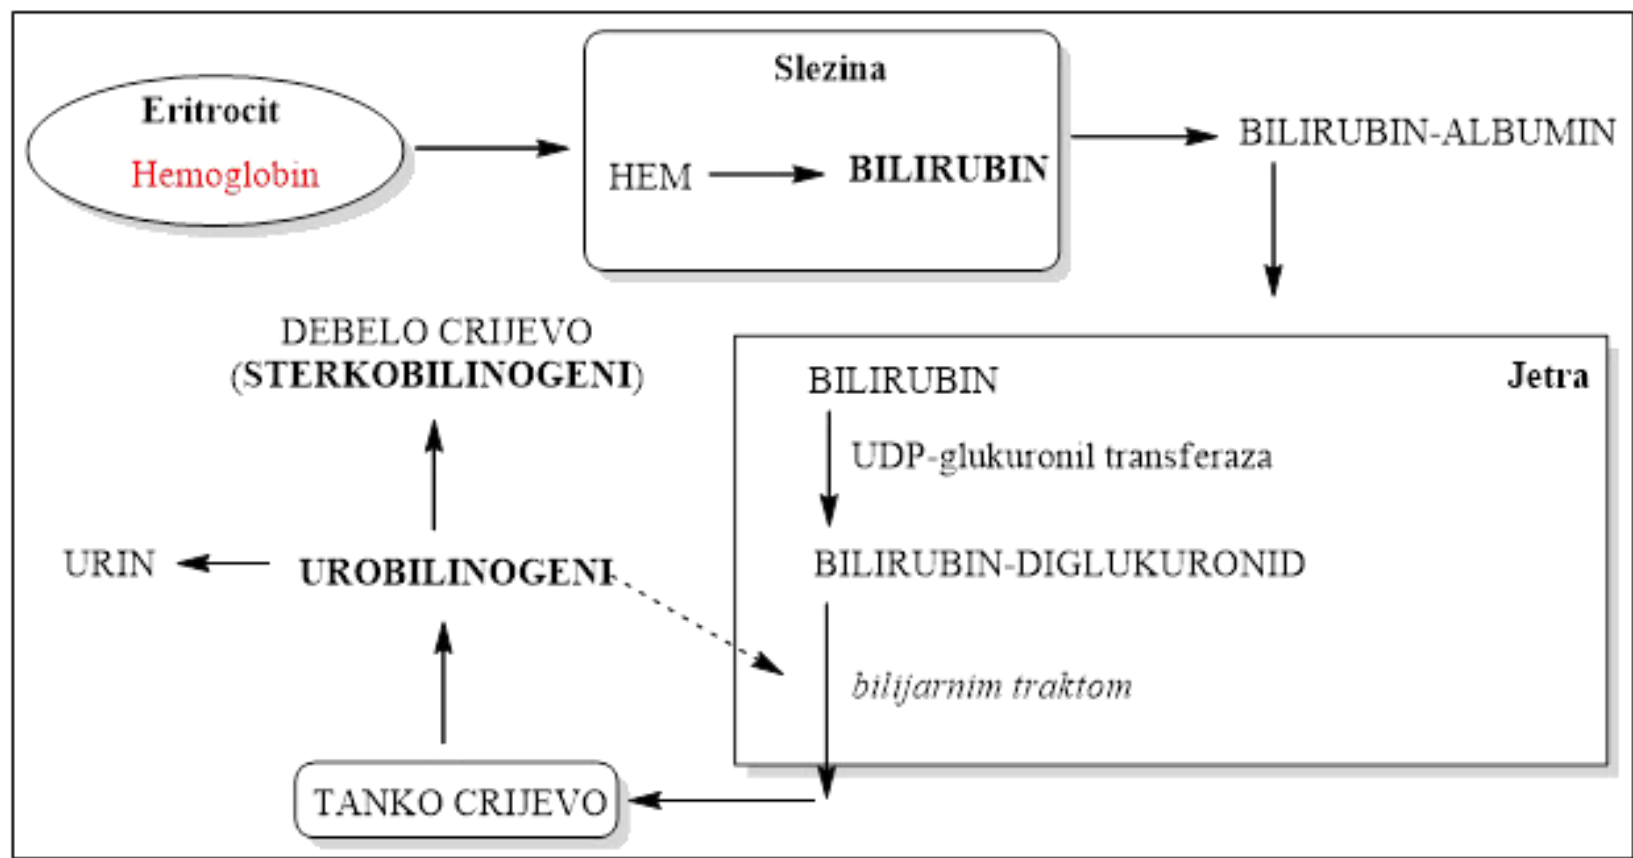 Eritrocit
Hemoglobin
Slezina
HEM
BILIRUBIN
BILIRUBIN-ALBUMIN
Jetra
BILIRUBIN
UDP-glukuronil transferaza
BILIRUBIN-DIGLUKURONID
bilijarnim traktom
TANKO CRIJEVO
UROBILINOGENI
URIN
DEBELO CRIJEVO
(STERKOBILINOGENI)